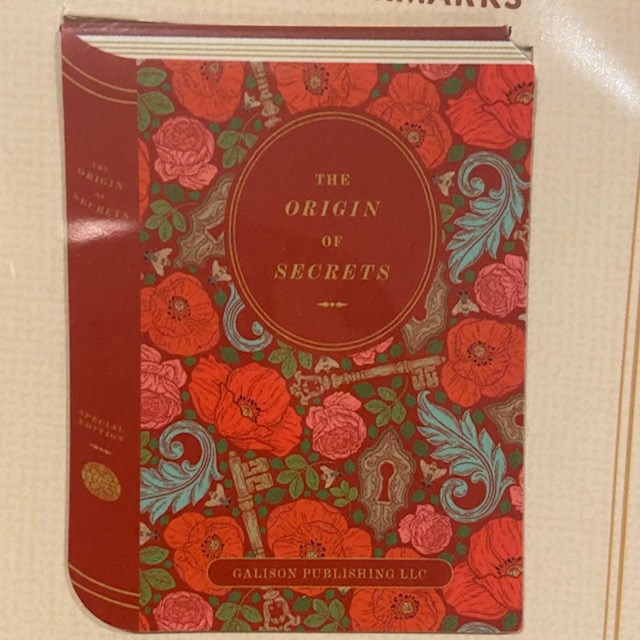 THE
ORIGIN
OF
SECRETS
THE
ORIGIN
OF
SECRETS
SPECIAL
EDITION
GALISON PUBLISHING LLC